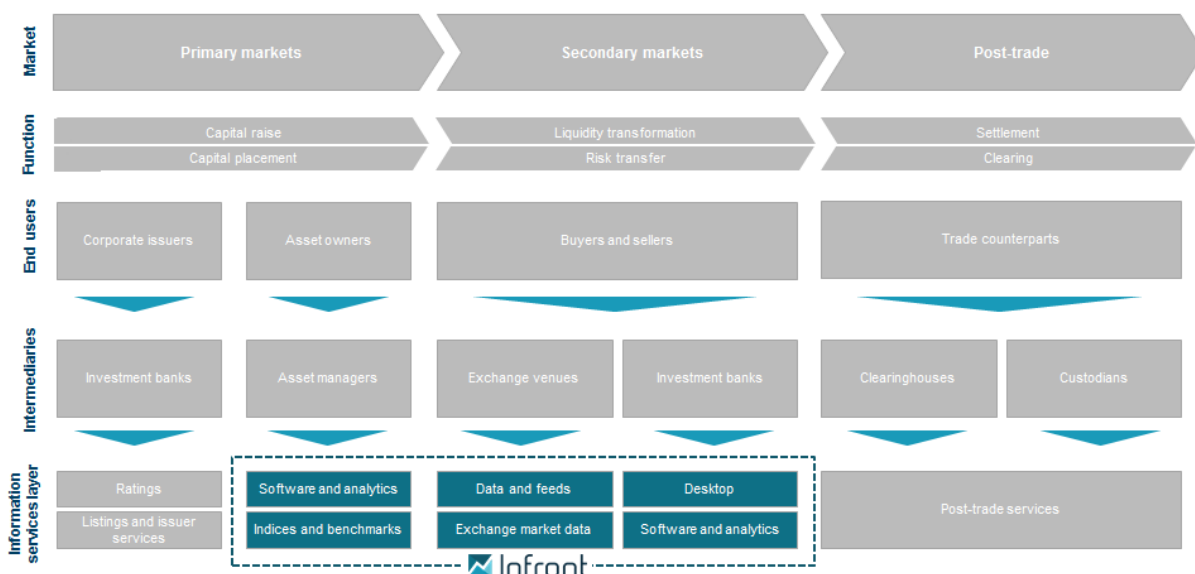 Market
Primary markets
Secondary markets
Post-trade
Function
Capital raise
Liquidity transformation
Settlement
Capital placement
Risk transfer
Clearing
End users
Corporate issuers
Asset owners
Buyers and sellers
Trade counterparts
Intermediaries
Investment banks
Asset managers
Exchange venues
Investment banks
Clearinghouses
Custodians
Information
services layer
Ratings
Software and analytics
Data and feeds
Desktop
Post-trade services
Listings and issuer
services
Indices and benchmarks
Exchange market data
Software and analytics
Infront